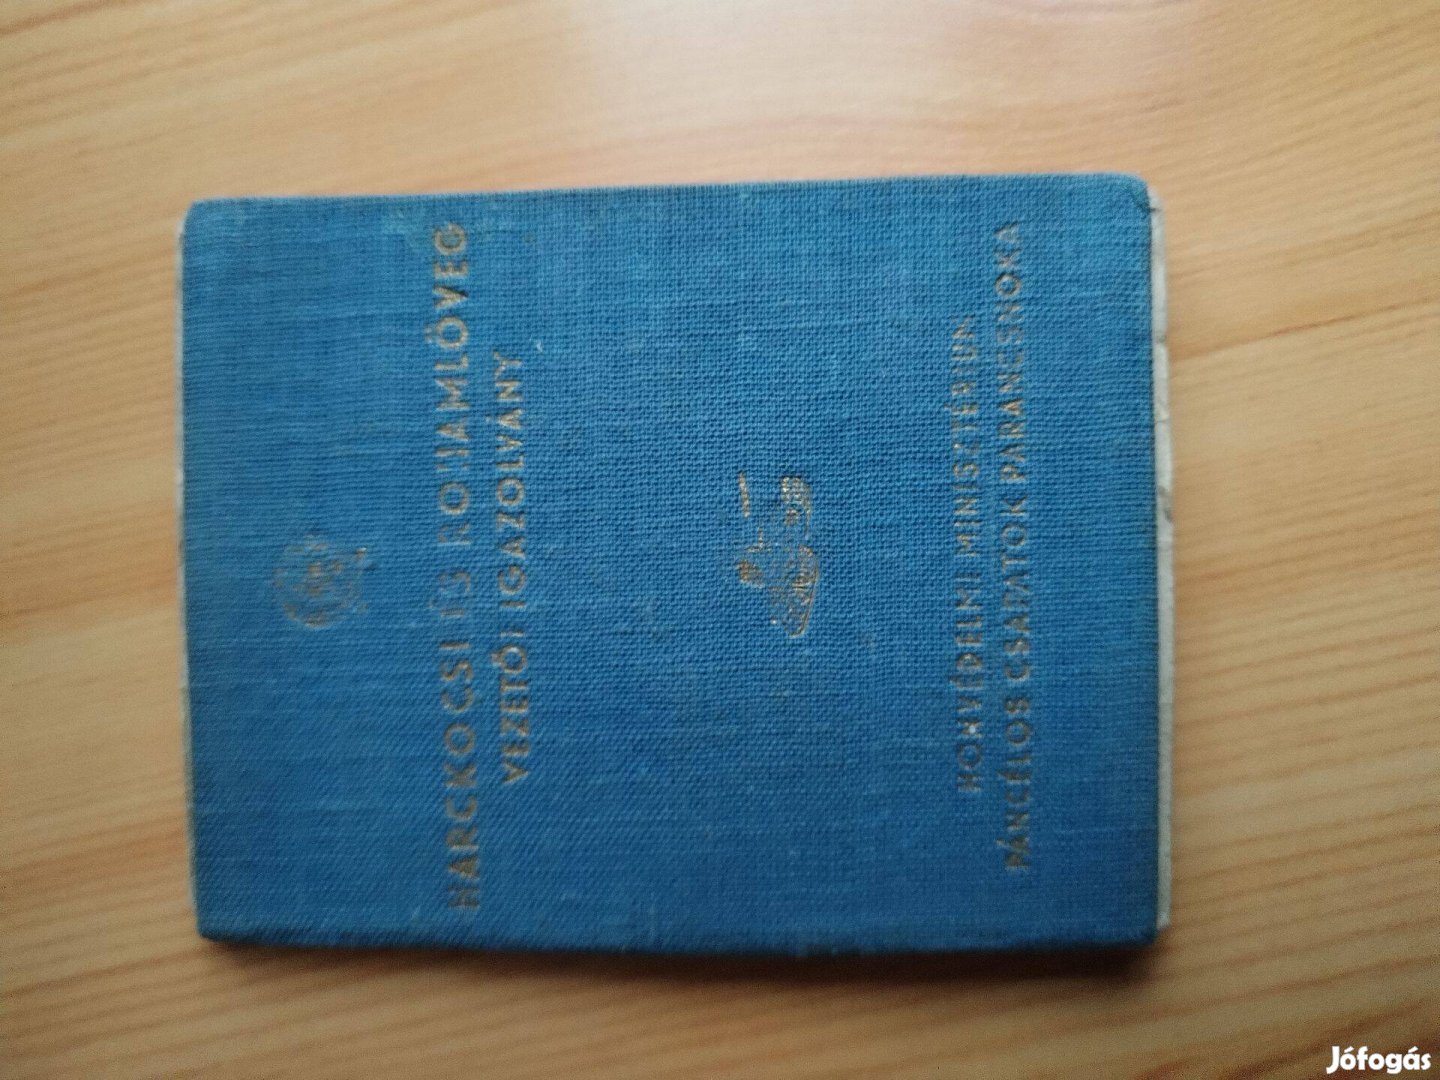 HARCKOCSI ÉS ROHAMLÖVEG
VEZETŐI IGAZOLVÁNY
HONVÉDELMI MINISZTÉRIUM
PÁNCÉLOS CSAPATOK PARANCSNOKA
Jófogás